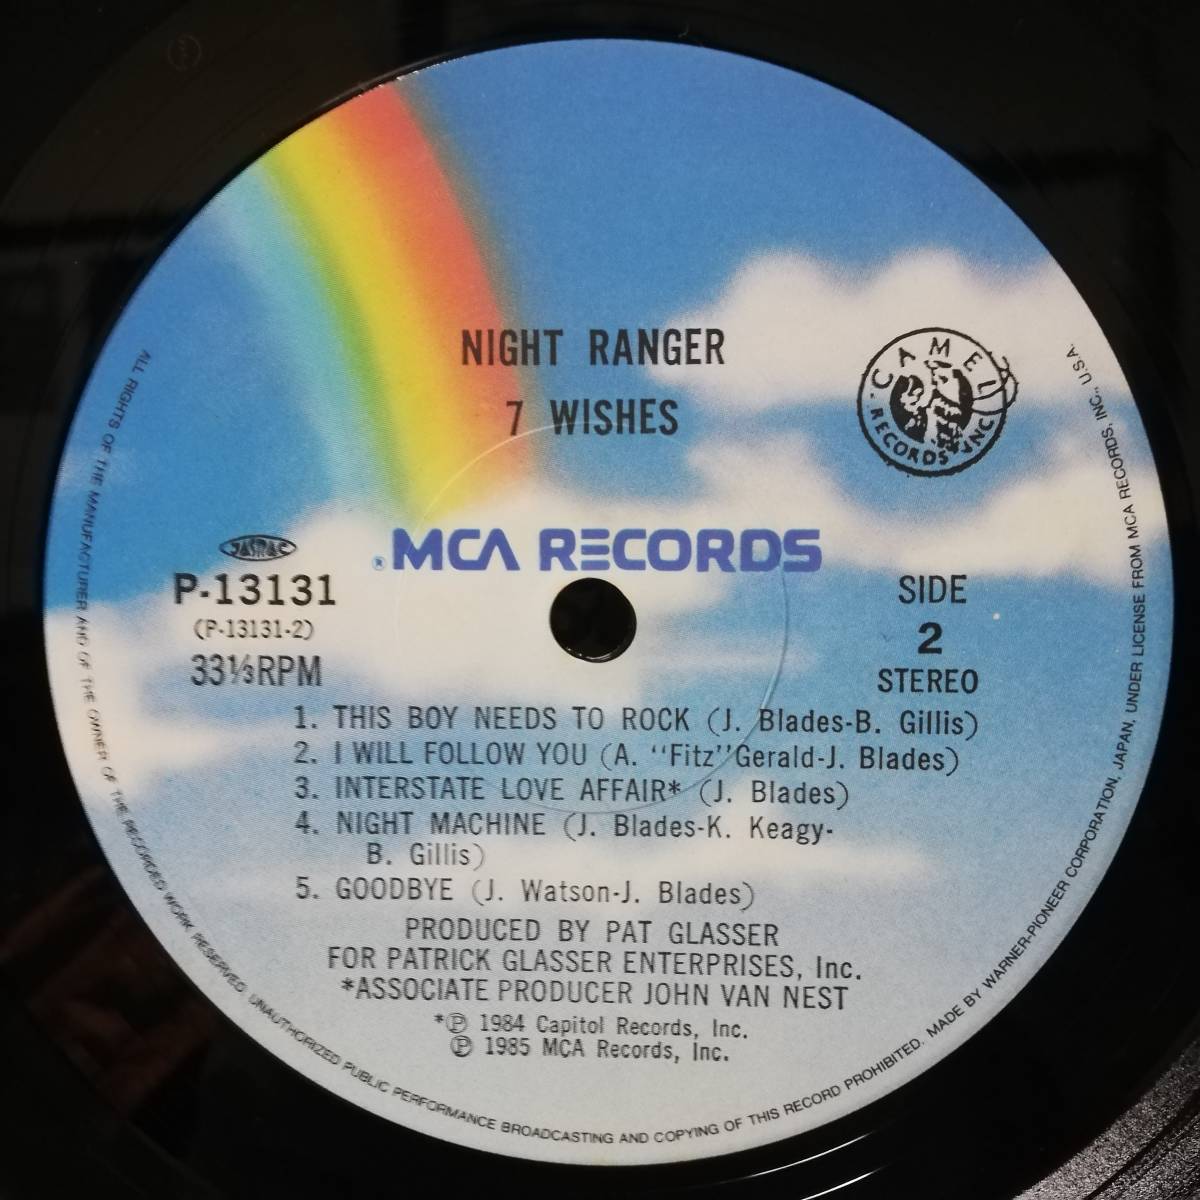 NIGHT RANGER
7 WISHES
CAMEL
RECORDS INC.
® MCA RECORDS
JASRAC
P-13131
(P-13131-2)
33⅓RPM
SIDE
2
STEREO
1. THIS BOY NEEDS TO ROCK (J. Blades-B. Gillis)
2. I WILL FOLLOW YOU (A. "Fitz"Gerald-J. Blades)
3. INTERSTATE LOVE AFFAIR* (J. Blades)
4. NIGHT MACHINE (J. Blades-K. Keagy-
B. Gillis)
5. GOODBYE (J. Watson-J. Blades)
PRODUCED BY PAT GLASSER
FOR PATRICK GLASSER ENTERPRISES, Inc.
*ASSOCIATE PRODUCER JOHN VAN NEST
*℗ 1984 Capitol Records, Inc.
℗ 1985 MCA Records, Inc.
ALL RIGHTS OF THE MANUFACTURER AND OF THE OWNER OF THE RECORDED WORK RESERVED. UNAUTHORIZED PUBLIC PERFORMANCE BROADCASTING AND COPYING OF THIS RECORD PROHIBITED. MADE BY WARNER-PIONEER CORPORATION, JAPAN, UNDER LICENSE FROM MCA RECORDS, INC., U.S.A.